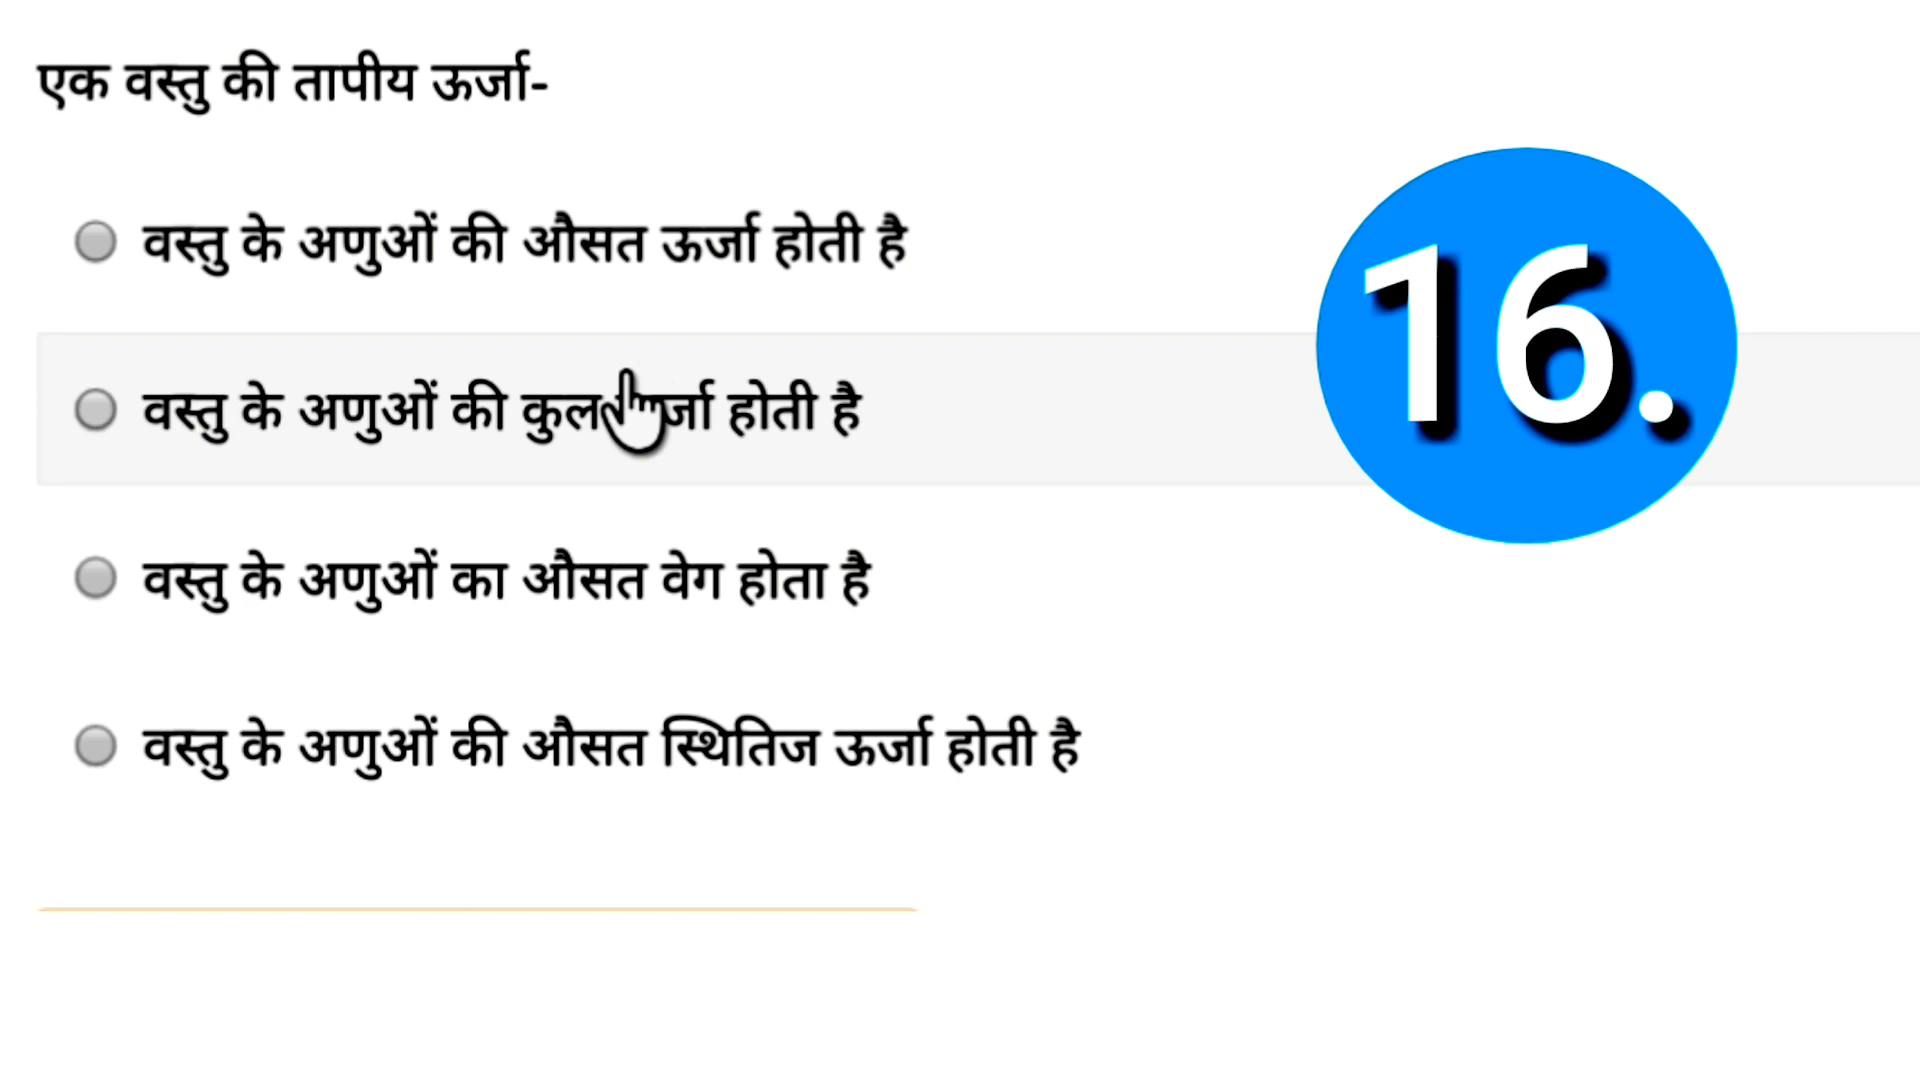 एक वस्तु की तापीय ऊर्जा-
वस्तु के अणुओं की औसत ऊर्जा होती है
16.
वस्तु के अणुओं की कुल ऊर्जा होती है
वस्तु के अणुओं का औसत वेग होता है
वस्तु के अणुओं की औसत स्थितिज ऊर्जा होती है